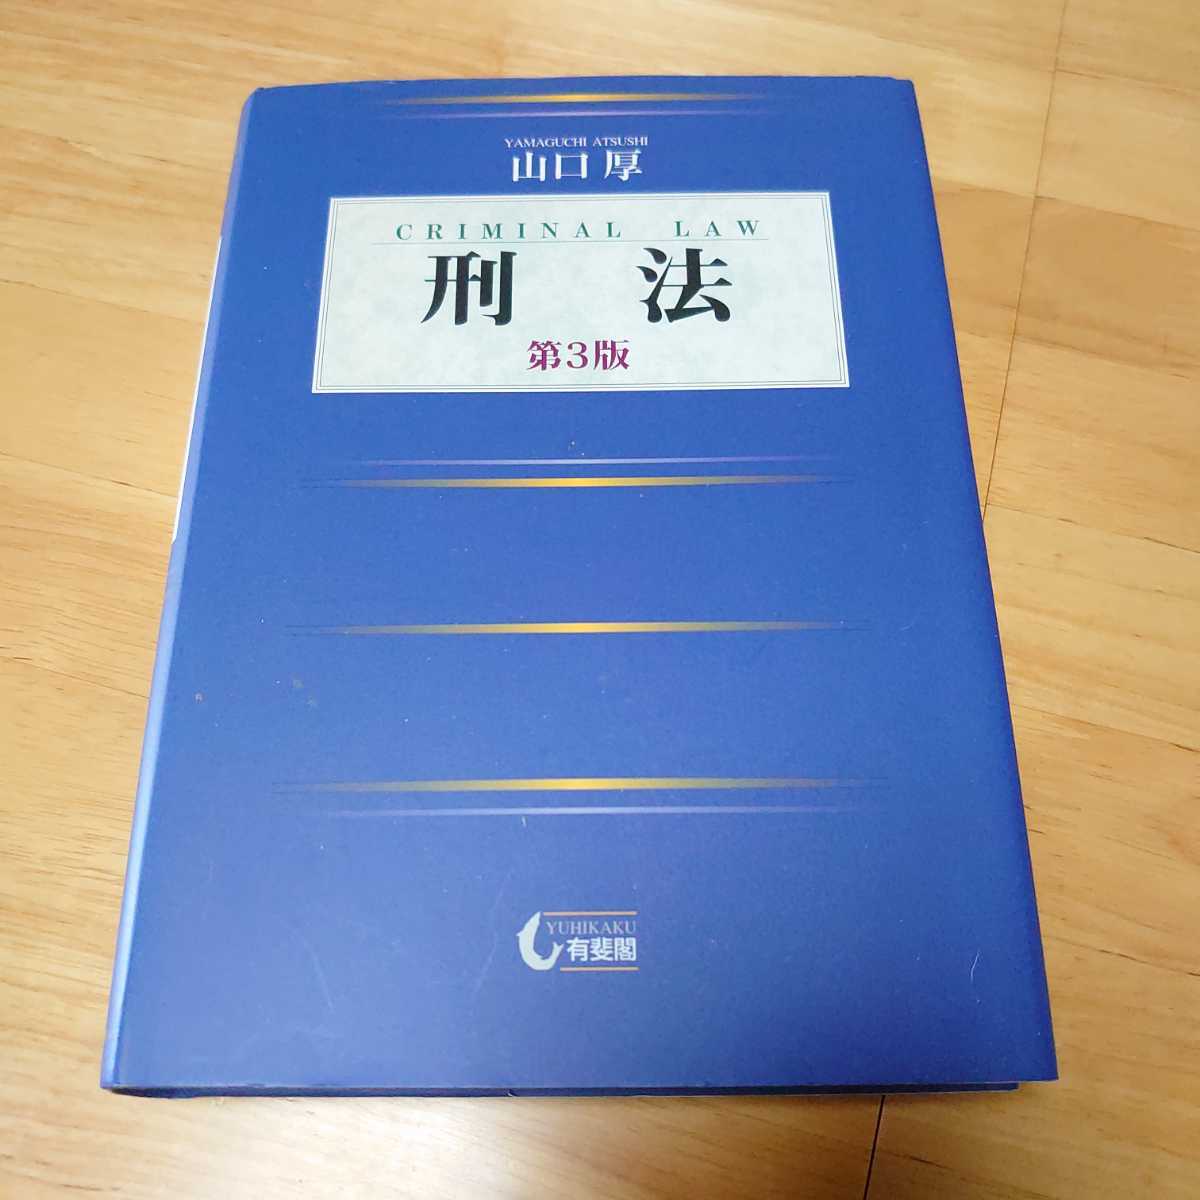 YAMAGUCHI ATSUSHI
山口 厚
CRIMINAL LAW
刑 法
第3版
YUHIKAKU
有斐閣